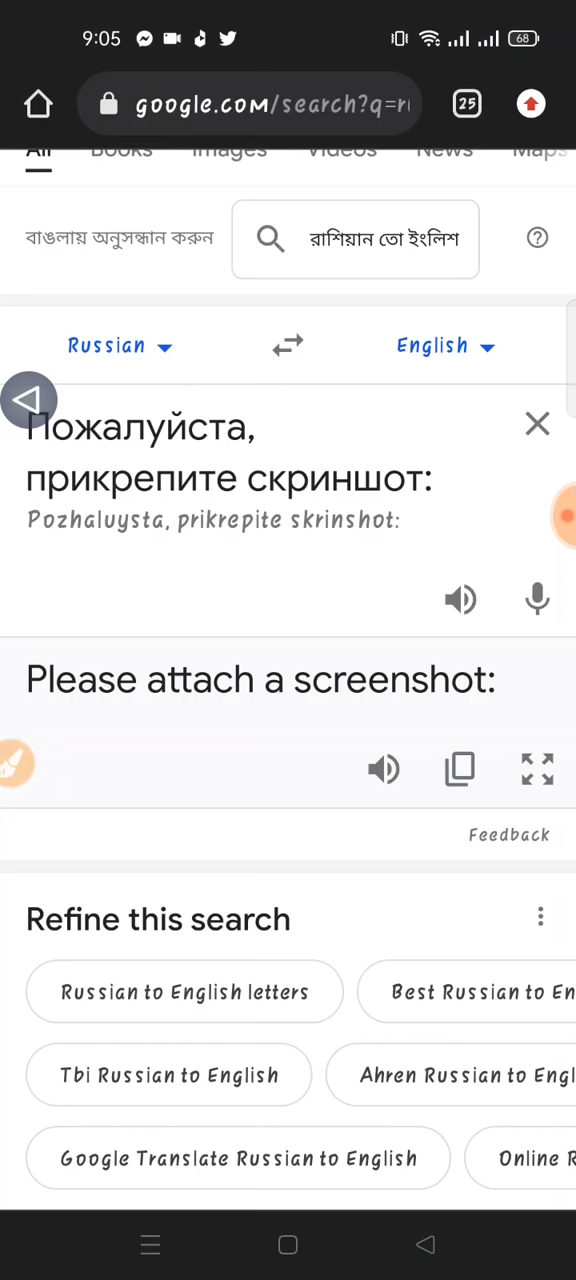 9:05 68
google.com/search?q=r 25
All Books Images Videos News Maps
বাঙলায় অনুসন্ধান করুন রাশিয়ান তো ইংলিশ
Russian English
Пожалуйста,
прикрепите скриншот:
Pozhaluysta, prikrepite skrinshot:
Please attach a screenshot:
Feedback
Refine this search
Russian to English letters Best Russian to En
Tbi Russian to English Ahren Russian to Engl
Google Translate Russian to English Online R